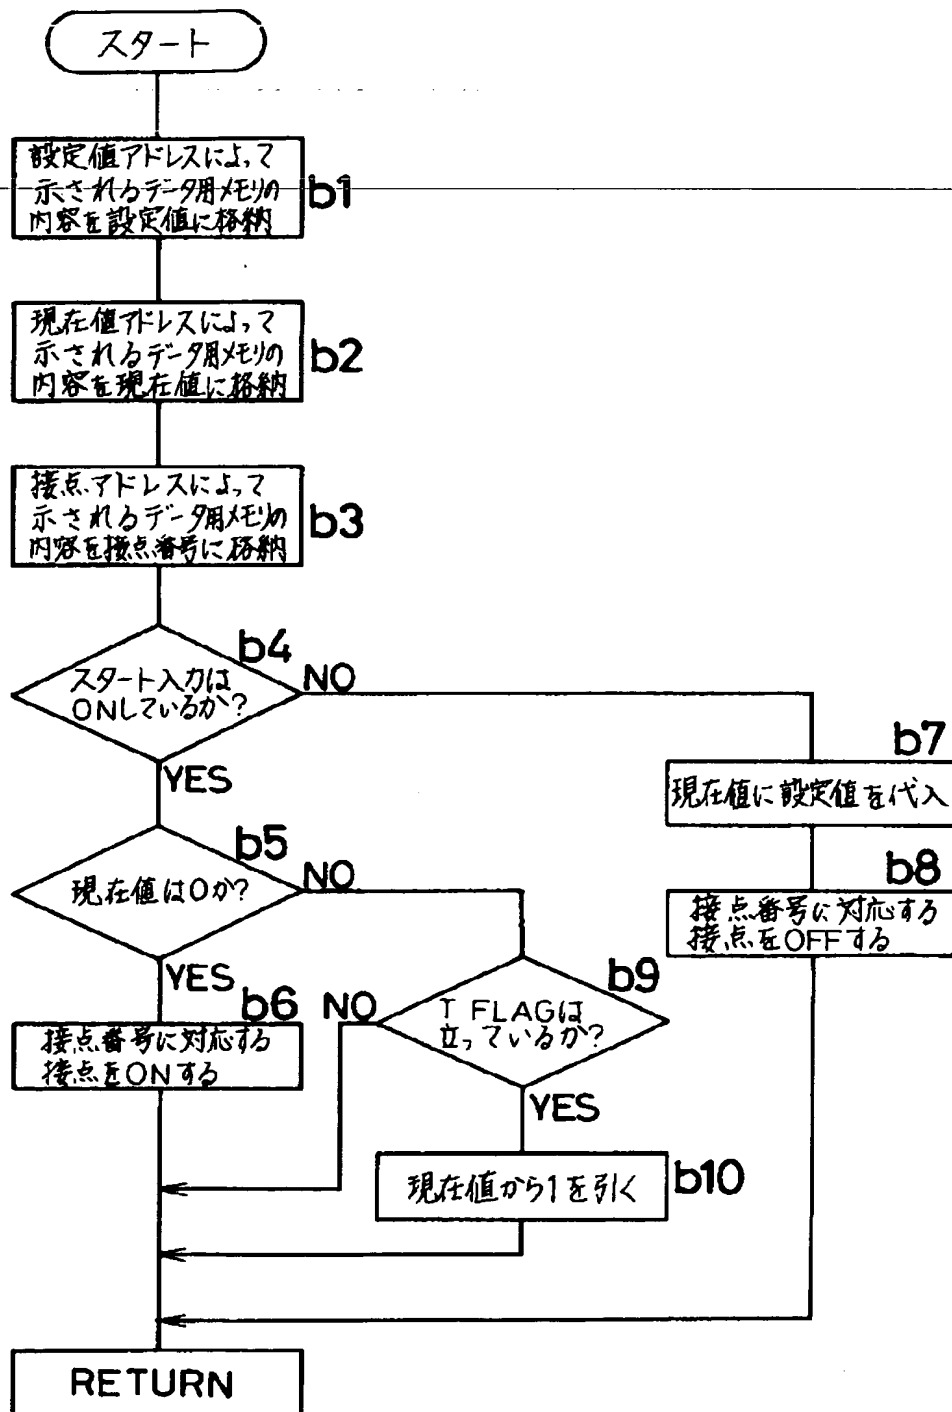 スタート
設定値アドレスによって
示されるデータ用メモリの
内容を設定値に格納
b1
現在値アドレスによって
示されるデータ用メモリの
内容を現在値に格納
b2
接点アドレスによって
示されるデータ用メモリの
内容を接点番号に格納
b3
b4
スタート入力は
ONしているか?
NO
YES
b7
現在値に設定値を代入
b5
現在値は0か?
NO
YES
b8
接点番号に対応する
接点をOFFする
b6
接点番号に対応する
接点をONする
b9
T FLAGは
立っているか?
NO
YES
現在値から1を引く
b10
RETURN